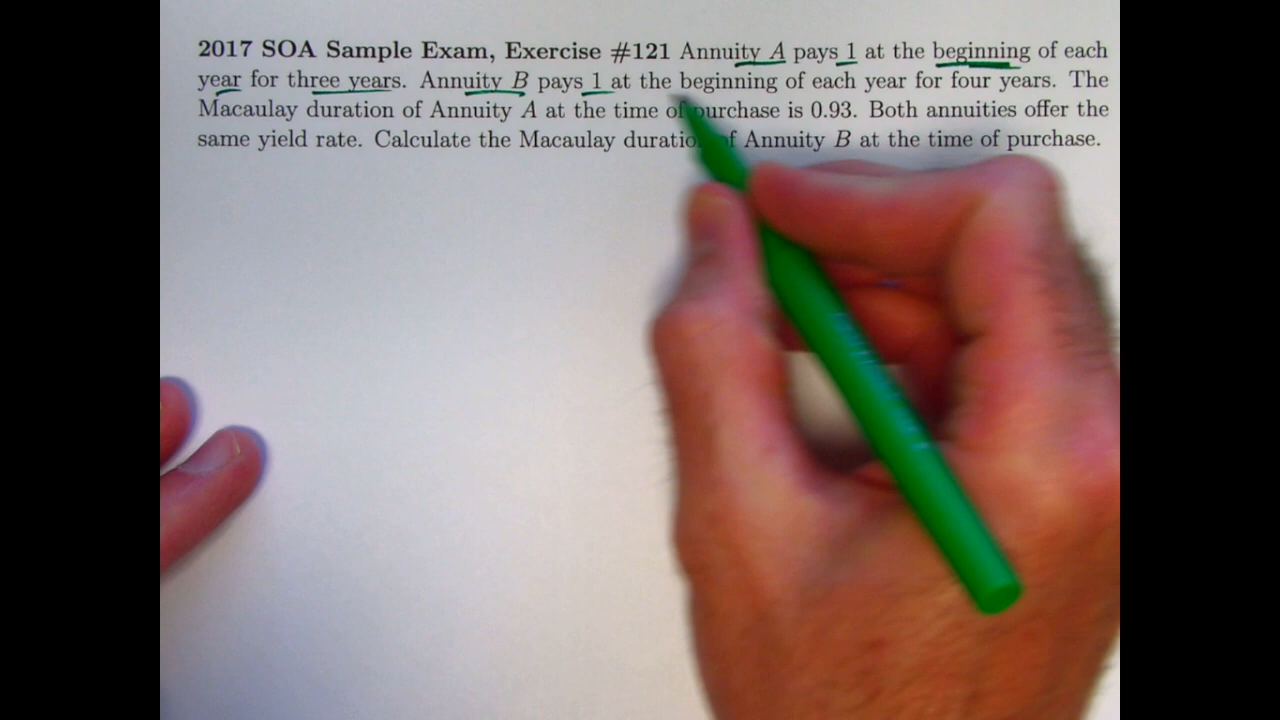 2017 SOA Sample Exam, Exercise #121 Annuity A pays 1 at the beginning of each
year for three years. Annuity B pays 1 at the beginning of each year for four years. The
Macaulay duration of Annuity A at the time of purchase is 0.93. Both annuities offer the
same yield rate. Calculate the Macaulay duration of Annuity B at the time of purchase.